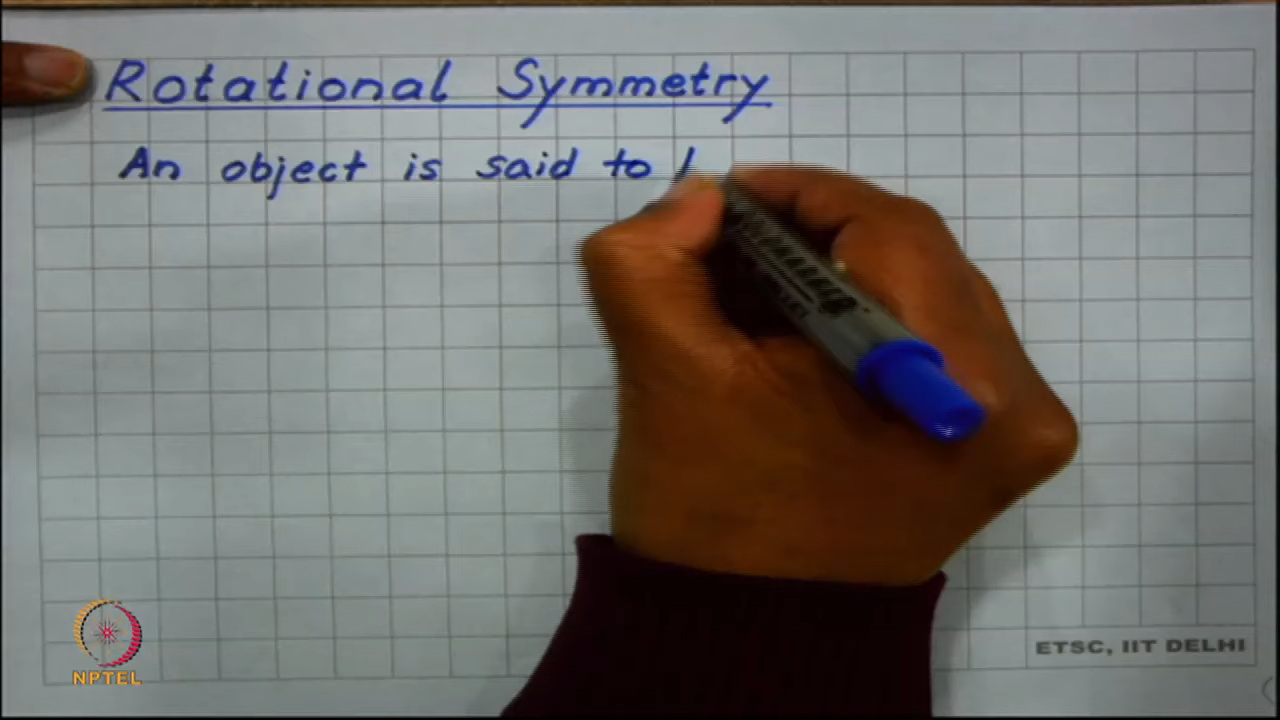 Rotational Symmetry
An object is said to
NPTEL
ETSC, IIT DELHI